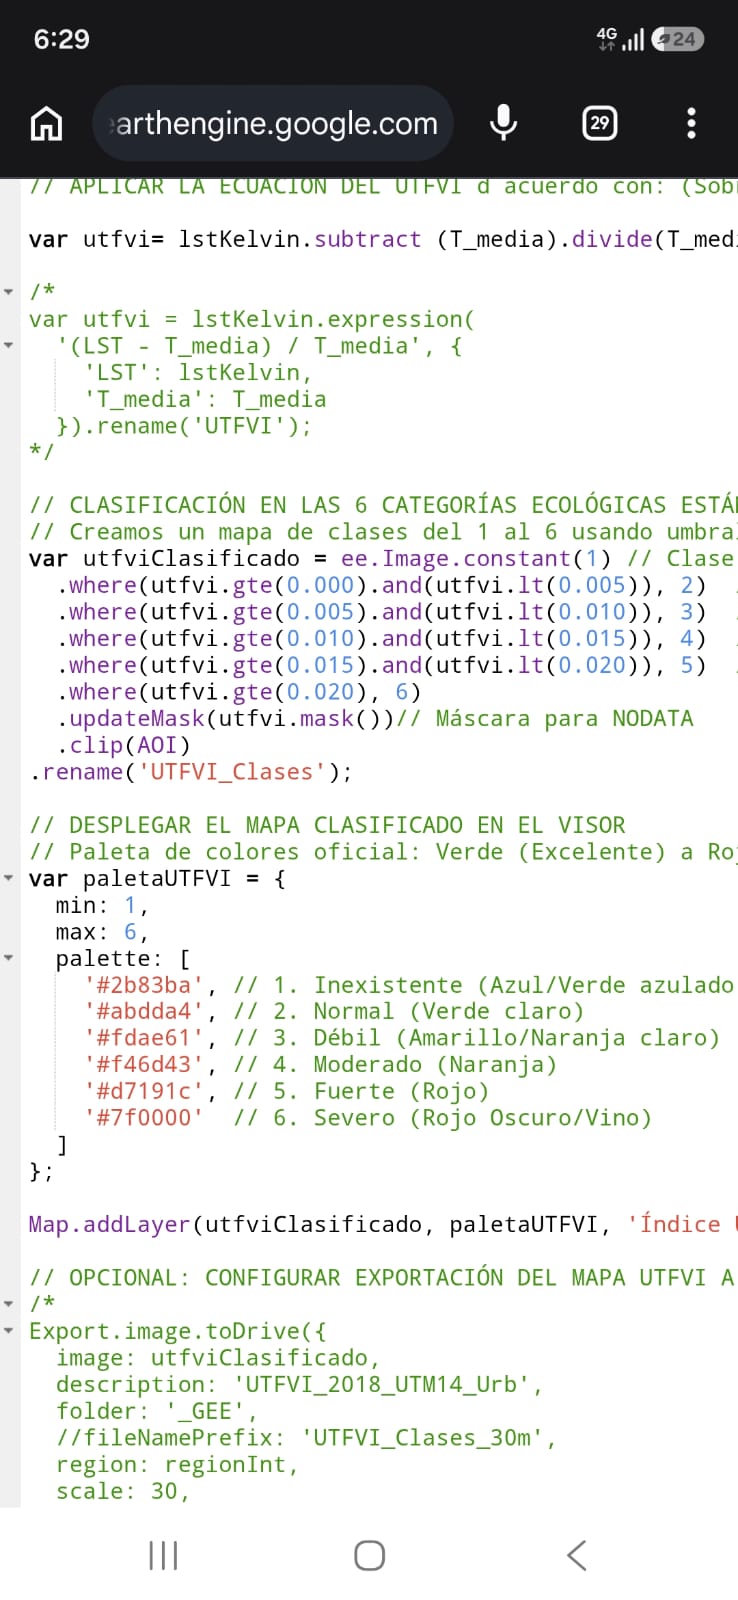 6:29
4G
24
arthengine.google.com
29
// APLICAR LA ECUACIÓN DEL UTFVI d acuerdo con: (Sob
var utfvi= lstKelvin.subtract (T_media).divide(T_med
/*
var utfvi = lstKelvin.expression(
'(LST - T_media) / T_media', {
'LST': lstKelvin,
'T_media': T_media
}).rename('UTFVI');
*/
// CLASIFICACIÓN EN LAS 6 CATEGORÍAS ECOLÓGICAS ESTÁ
// Creamos un mapa de clases del 1 al 6 usando umbra
var utfviClasificado = ee.Image.constant(1) // Clase
.where(utfvi.gte(0.000).and(utfvi.lt(0.005)), 2)
.where(utfvi.gte(0.005).and(utfvi.lt(0.010)), 3)
.where(utfvi.gte(0.010).and(utfvi.lt(0.015)), 4)
.where(utfvi.gte(0.015).and(utfvi.lt(0.020)), 5)
.where(utfvi.gte(0.020), 6)
.updateMask(utfvi.mask())// Máscara para NODATA
.clip(AOI)
.rename('UTFVI_Clases');
// DESPLEGAR EL MAPA CLASIFICADO EN EL VISOR
// Paleta de colores oficial: Verde (Excelente) a Ro
var paletaUTFVI = {
min: 1,
max: 6,
palette: [
'#2b83ba', // 1. Inexistente (Azul/Verde azulado
'#abdda4', // 2. Normal (Verde claro)
'#fdae61', // 3. Débil (Amarillo/Naranja claro)
'#f46d43', // 4. Moderado (Naranja)
'#d7191c', // 5. Fuerte (Rojo)
'#7f0000' // 6. Severo (Rojo Oscuro/Vino)
]
};
Map.addLayer(utfviClasificado, paletaUTFVI, 'Índice
// OPCIONAL: CONFIGURAR EXPORTACIÓN DEL MAPA UTFVI A
/*
Export.image.toDrive({
image: utfviClasificado,
description: 'UTFVI_2018_UTM14_Urb',
folder: '_GEE',
//fileNamePrefix: 'UTFVI_Clases_30m',
region: regionInt,
scale: 30,